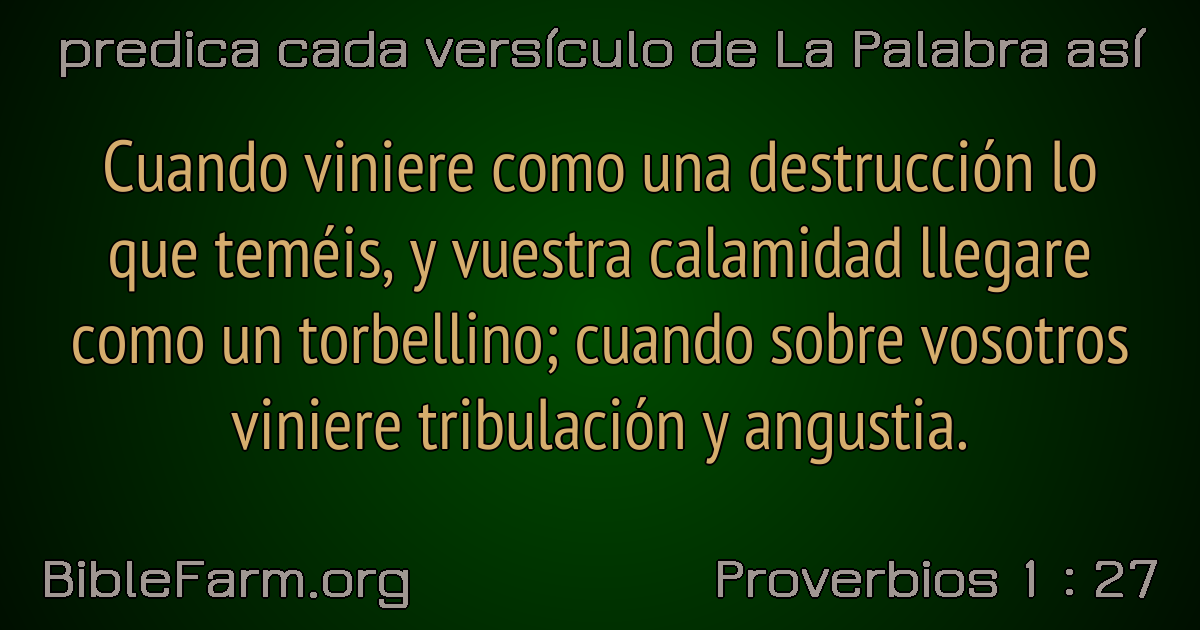 predica cada versículo de La Palabra así
Cuando viniere como una destrucción lo
que teméis, y vuestra calamidad llegare
como un torbellino; cuando sobre vosotros
viniere tribulación y angustia.
BibleFarm.org
Proverbios 1 : 27